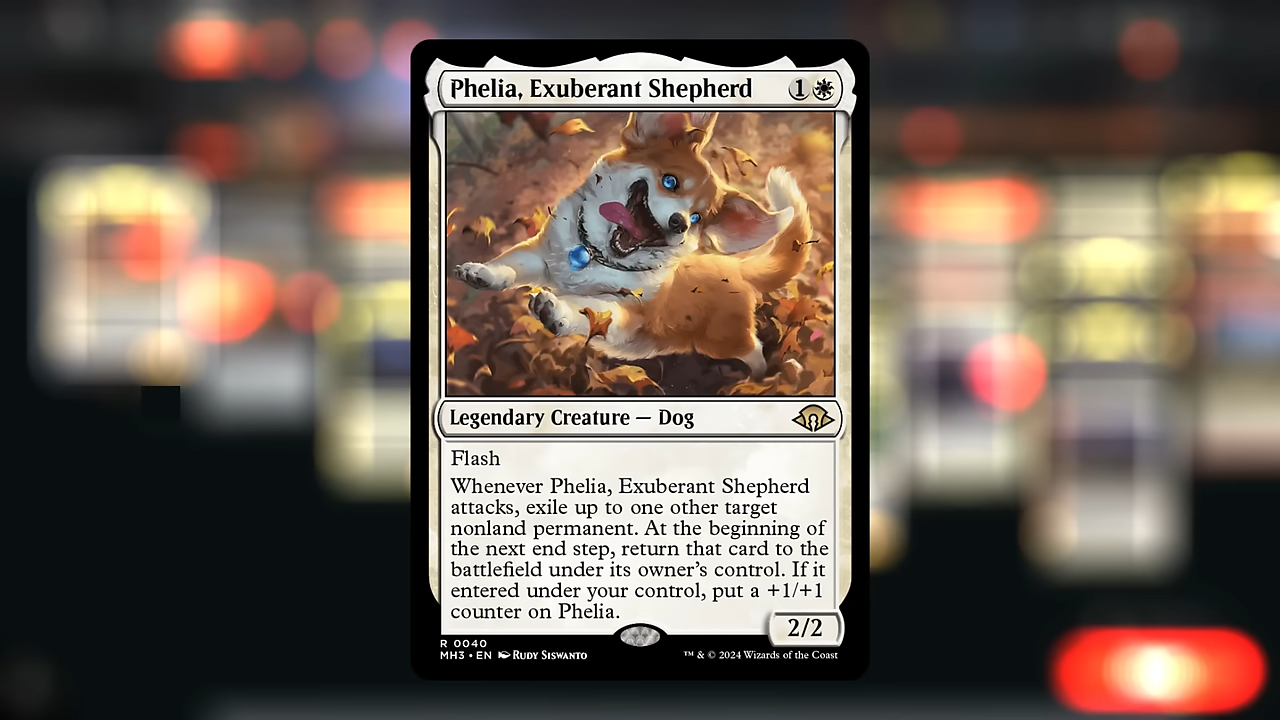 Phelia, Exuberant Shepherd 1
Legendary Creature — Dog
Flash
Whenever Phelia, Exuberant Shepherd
attacks, exile up to one other target
nonland permanent. At the beginning of
the next end step, return that card to the
battlefield under its owner's control. If it
entered under your control, put a +1/+1
counter on Phelia.
2/2
R 0040
MH3 • EN Rudy Siswanto
™ & © 2024 Wizards of the Coast